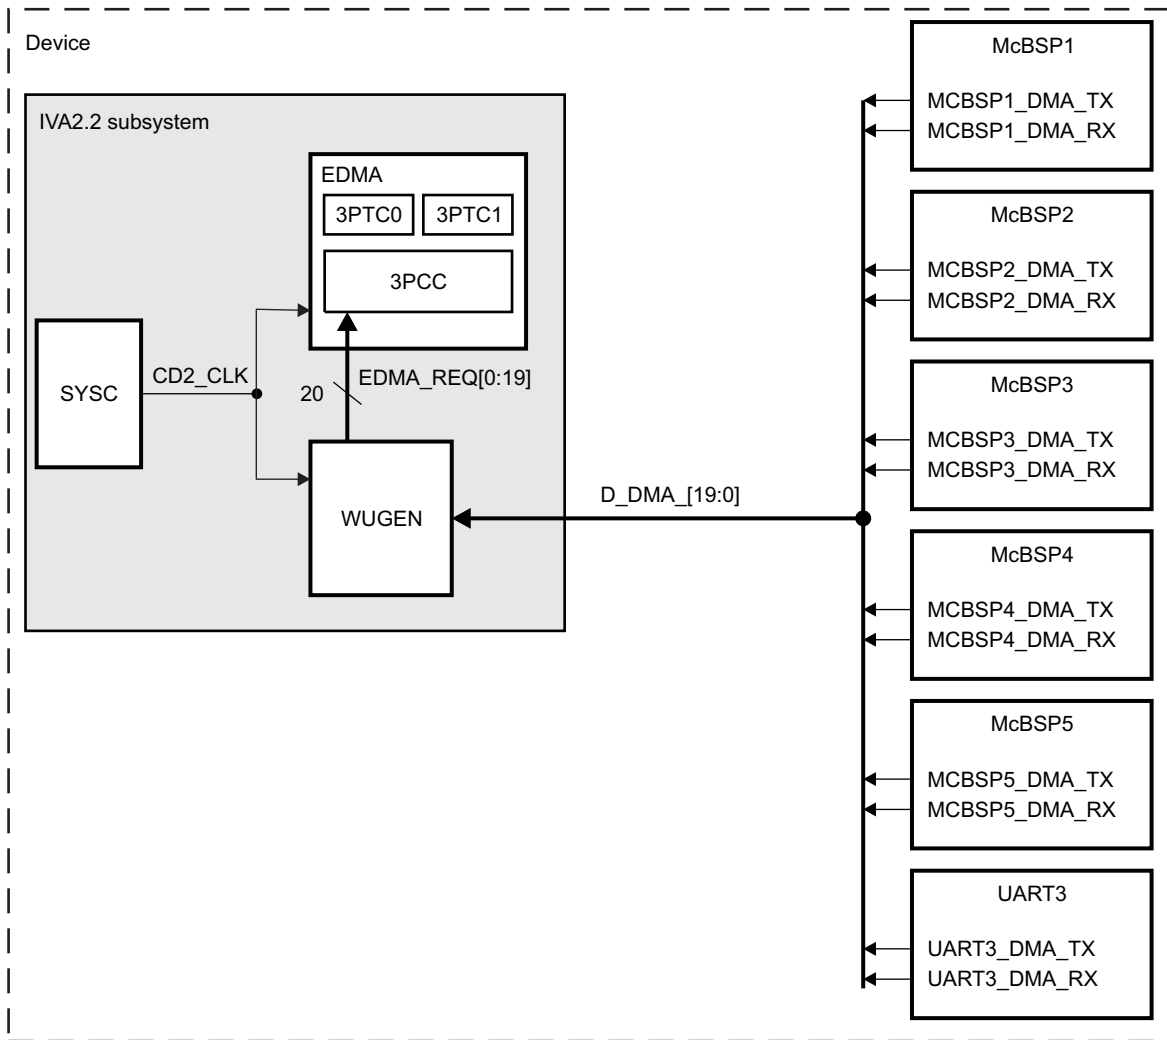 Device
IVA2.2 subsystem
EDMA
3PTC0
3PTC1
3PCC
SYSC
CD2_CLK
20
EDMA_REQ[0:19]
WUGEN
D_DMA_[19:0]
McBSP1
MCBSP1_DMA_TX
MCBSP1_DMA_RX
McBSP2
MCBSP2_DMA_TX
MCBSP2_DMA_RX
McBSP3
MCBSP3_DMA_TX
MCBSP3_DMA_RX
McBSP4
MCBSP4_DMA_TX
MCBSP4_DMA_RX
McBSP5
MCBSP5_DMA_TX
MCBSP5_DMA_RX
UART3
UART3_DMA_TX
UART3_DMA_RX